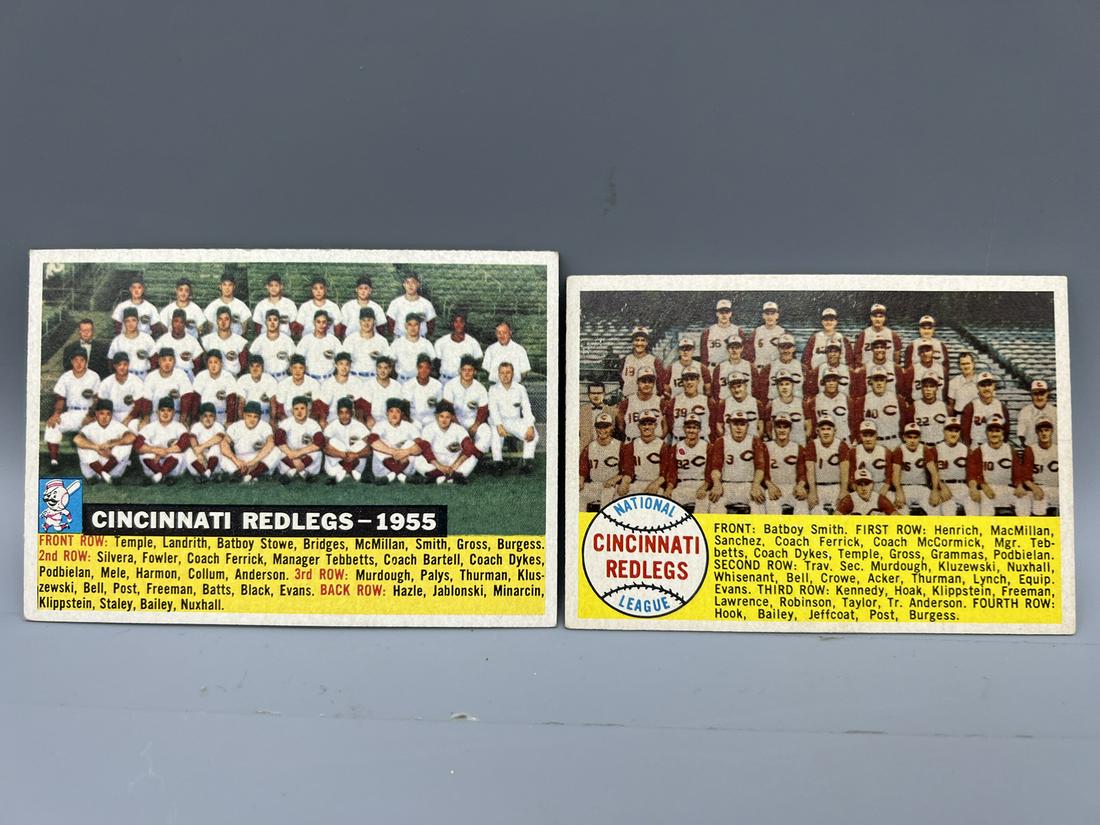 CINCINNATI REDLEGS – 1955
FRONT ROW: Temple, Landrith, Batboy Stowe, Bridges, McMillan, Smith, Gross, Burgess.
2nd ROW: Silvera, Fowler, Coach Ferrick, Manager Tebbetts, Coach Bartell, Coach Dykes,
Podbielan, Mele, Harmon, Collum, Anderson. 3rd ROW: Murdough, Palys, Thurman, Klus-
zewski, Bell, Post, Freeman, Batts, Black, Evans. BACK ROW: Hazle, Jablonski, Minarcin,
Klippstein, Staley, Bailey, Nuxhall.
NATIONAL
CINCINNATI
REDLEGS
LEAGUE
FRONT: Batboy Smith. FIRST ROW: Henrich, MacMillan,
Sanchez, Coach Ferrick, Coach McCormick, Mgr. Teb-
betts, Coach Dykes, Temple, Gross, Grammas, Podbielan.
SECOND ROW: Trav. Sec. Murdough, Kluzewski, Nuxhall,
Whisenant, Bell, Crowe, Acker, Thurman, Lynch, Equip.
Evans. THIRD ROW: Kennedy, Hoak, Klippstein, Freeman,
Lawrence, Robinson, Taylor, Tr. Anderson. FOURTH ROW:
Hook, Bailey, Jeffcoat, Post, Burgess.